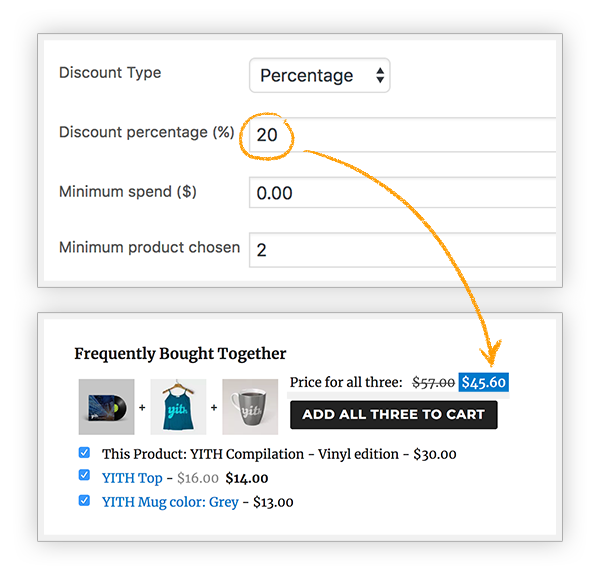 Discount Type Percentage
Discount percentage (%) 20
Minimum spend ($) 0.00
Minimum product chosen 2
Frequently Bought Together
yith + + yith
Price for all three: $57.00 $45.60
ADD ALL THREE TO CART
This Product: YITH Compilation - Vinyl edition - $30.00
YITH Top - $16.00 $14.00
YITH Mug color: Grey - $13.00